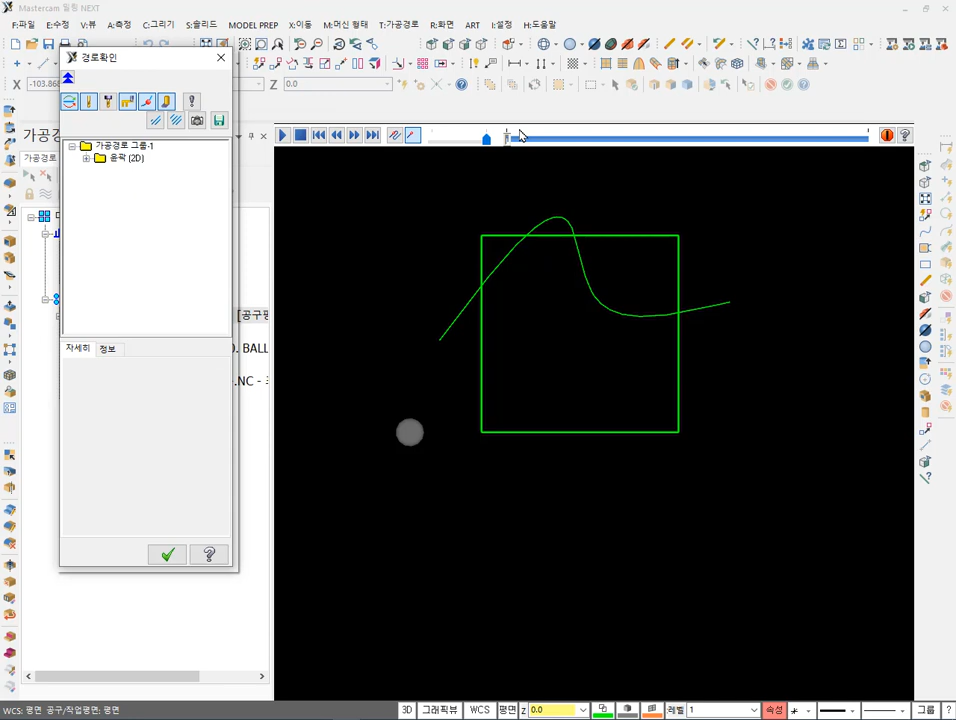 Mastercam 밀링 NEXT
F:파일 E:수정 V:뷰 A:측정 C:그리기 S:솔리드 MODEL PREP X:이동 M:머신 형태 T:가공경로 R:화면 ART I:설정 H:도움말
-103.86 Z 0.0
경로확인
가공경
가공경로
가공경로 그룹-1
윤곽 (2D)
[공구평
0. BALL
.NC - 3
자세히 정보
WCS: 평면 공구/작업평면: 평면
3D 그래픽뷰 WCS 평면 Z 0.0 레벨 1 속성 그룹 ?